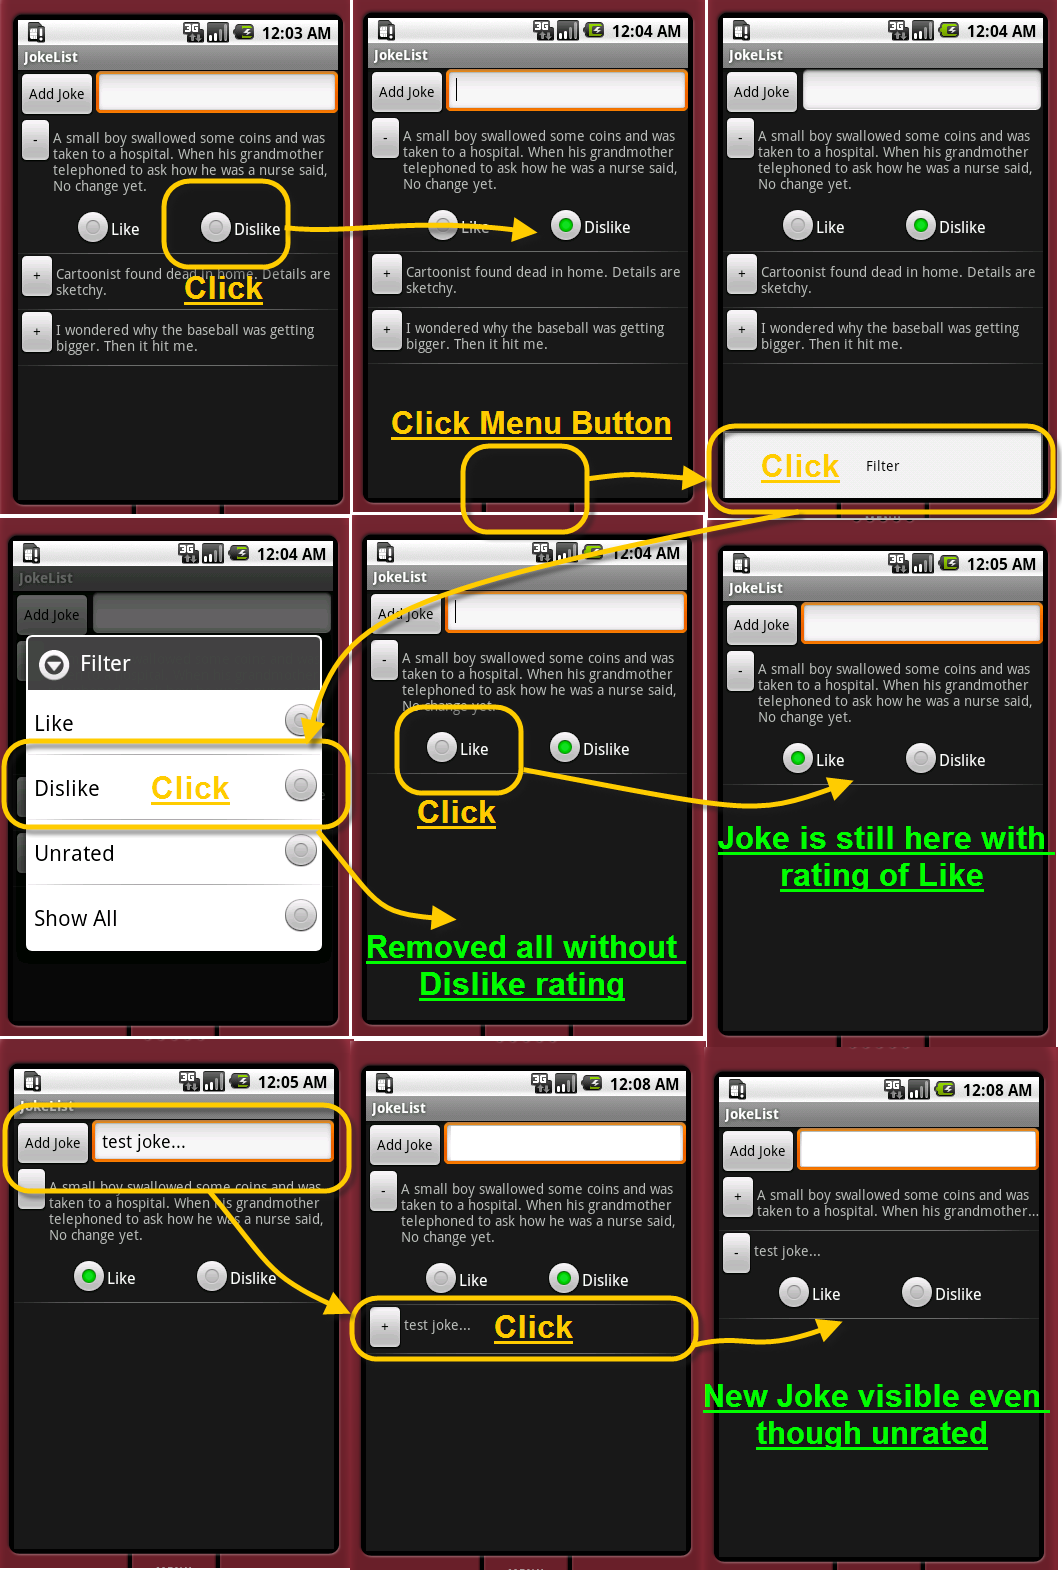 3G 12:03 AM
JokeList
Add Joke
- A small boy swallowed some coins and was
taken to a hospital. When his grandmother
telephoned to ask how he was a nurse said,
No change yet.
Like Dislike
Click
+ Cartoonist found dead in home. Details are
sketchy.
+ I wondered why the baseball was getting
bigger. Then it hit me.
3G 12:04 AM
JokeList
Add Joke
- A small boy swallowed some coins and was
taken to a hospital. When his grandmother
telephoned to ask how he was a nurse said,
No change yet.
Like Dislike
+ Cartoonist found dead in home. Details are
sketchy.
+ I wondered why the baseball was getting
bigger. Then it hit me.
Click Menu Button
3G 12:04 AM
JokeList
Add Joke
- A small boy swallowed some coins and was
taken to a hospital. When his grandmother
telephoned to ask how he was a nurse said,
No change yet.
Like Dislike
+ Cartoonist found dead in home. Details are
sketchy.
+ I wondered why the baseball was getting
bigger. Then it hit me.
Click Filter
3G 12:04 AM
JokeList
Add Joke
Filter
Like
Dislike Click
Unrated
Show All
3G 12:04 AM
JokeList
Add Joke
- A small boy swallowed some coins and was
taken to a hospital. When his grandmother
telephoned to ask how he was a nurse said,
No change yet.
Like Dislike
Click
Removed all without
Dislike rating
3G 12:05 AM
JokeList
Add Joke
- A small boy swallowed some coins and was
taken to a hospital. When his grandmother
telephoned to ask how he was a nurse said,
No change yet.
Like Dislike
Joke is still here with
rating of Like
3G 12:05 AM
JokeList
Add Joke test joke...
A small boy swallowed some coins and was
taken to a hospital. When his grandmother
telephoned to ask how he was a nurse said,
No change yet.
Like Dislike
3G 12:08 AM
JokeList
Add Joke
- A small boy swallowed some coins and was
taken to a hospital. When his grandmother
telephoned to ask how he was a nurse said,
No change yet.
Like Dislike
+ test joke... Click
3G 12:08 AM
JokeList
Add Joke
+ A small boy swallowed some coins and was
taken to a hospital. When his grandmother...
- test joke...
Like Dislike
New Joke visible even
though unrated